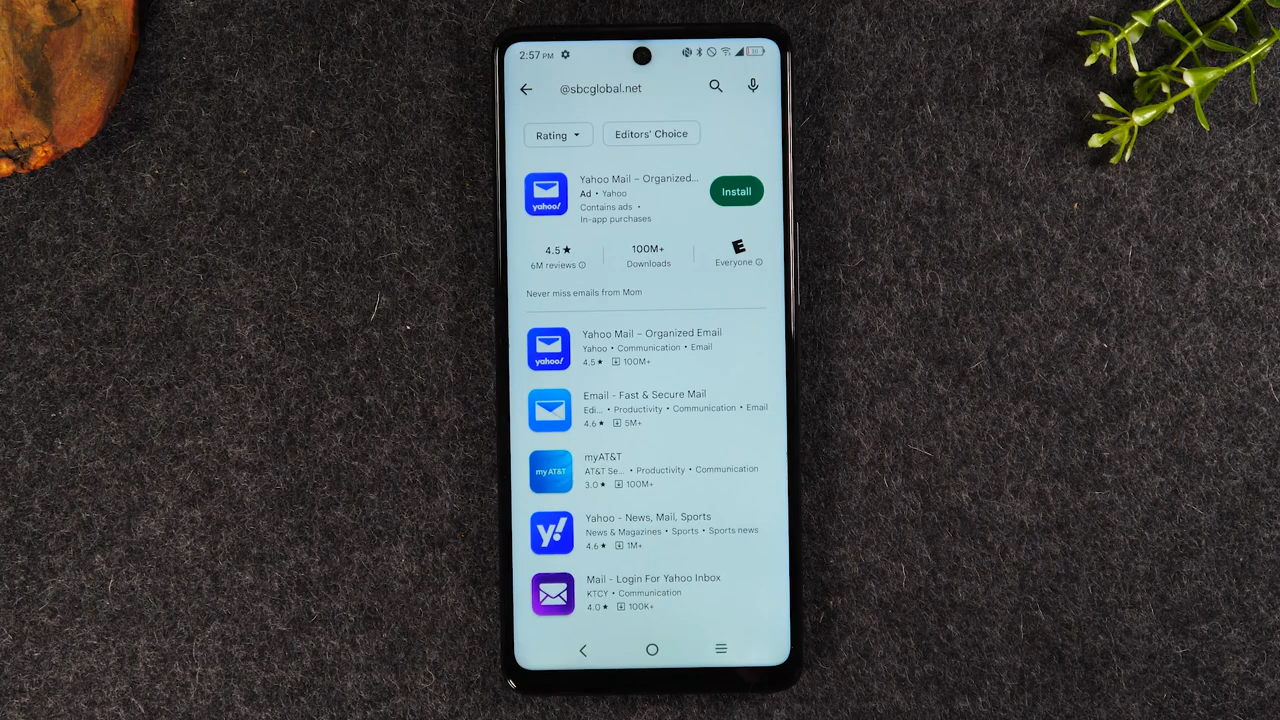 2:57 PM
@sbcglobal.net
Rating
Editors' Choice
yahoo!
Yahoo Mail – Organized...
Ad • Yahoo
Contains ads •
In-app purchases
Install
4.5★
6M reviews
100M+
Downloads
E
Everyone
Never miss emails from Mom
yahoo!
Yahoo Mail – Organized Email
Yahoo • Communication • Email
4.5★ 100M+
Email - Fast & Secure Mail
Edi... • Productivity • Communication • Email
4.6★ 5M+
my AT&T
myAT&T
AT&T Se... • Productivity • Communication
3.0★ 100M+
y!
Yahoo - News, Mail, Sports
News & Magazines • Sports • Sports news
4.6★ 1M+
Mail - Login For Yahoo Inbox
KTCY • Communication
4.0★ 100K+